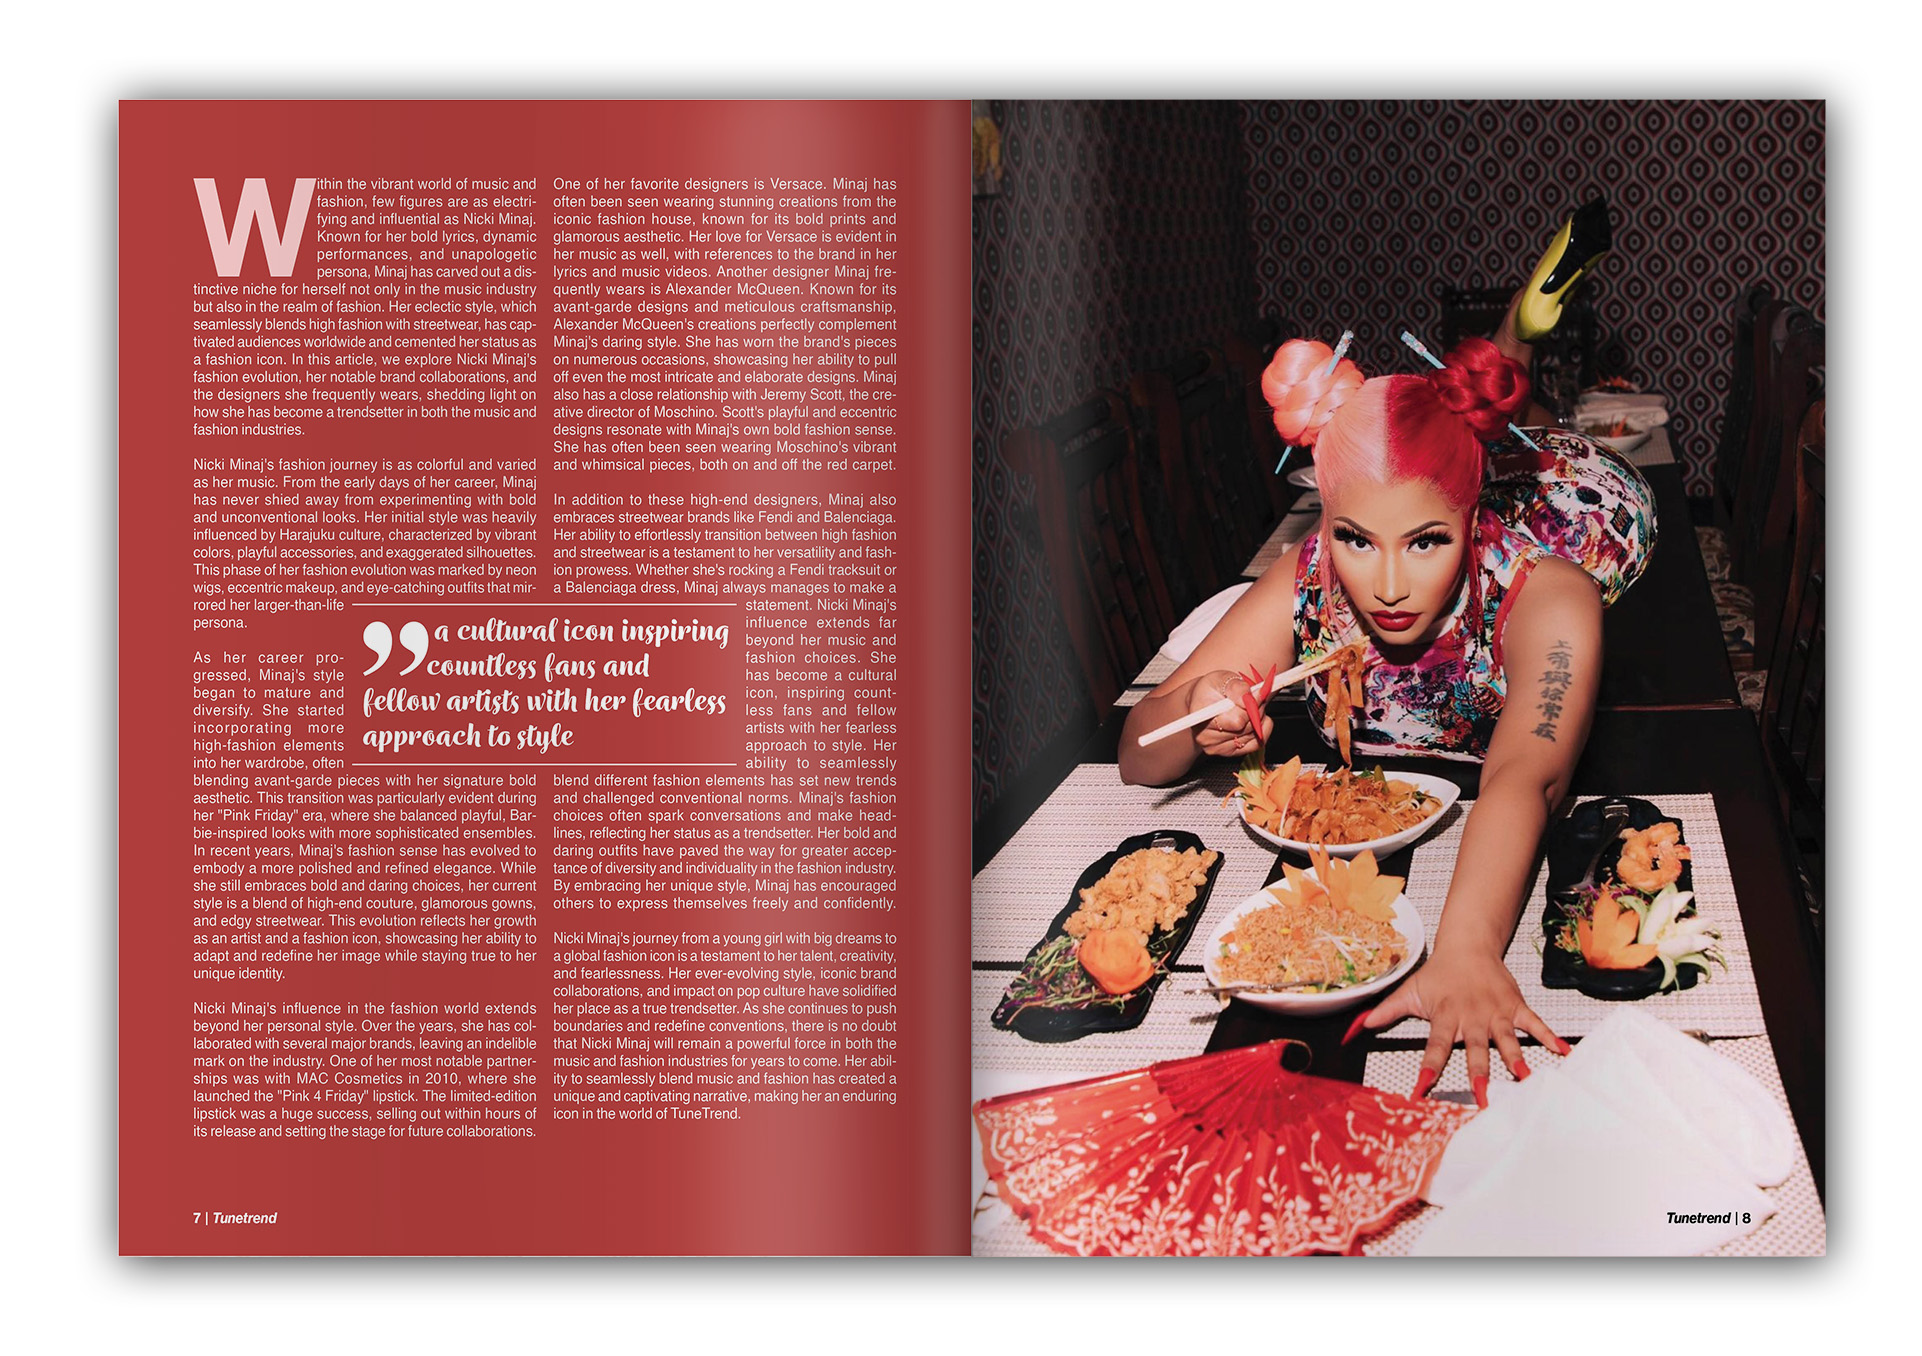 Within the vibrant world of music and
fashion, few figures are as electri-
fying and influential as Nicki Minaj.
Known for her bold lyrics, dynamic
performances, and unapologetic
persona, Minaj has carved out a dis-
tinctive niche for herself not only in the music industry
but also in the realm of fashion. Her eclectic style, which
seamlessly blends high fashion with streetwear, has cap-
tivated audiences worldwide and cemented her status as
a fashion icon. In this article, we explore Nicki Minaj's
fashion evolution, her notable brand collaborations, and
the designers she frequently wears, shedding light on
how she has become a trendsetter in both the music and
fashion industries.
Nicki Minaj's fashion journey is as colorful and varied
as her music. From the early days of her career, Minaj
has never shied away from experimenting with bold
and unconventional looks. Her initial style was heavily
influenced by Harajuku culture, characterized by vibrant
colors, playful accessories, and exaggerated silhouettes.
This phase of her fashion evolution was marked by neon
wigs, eccentric makeup, and eye-catching outfits that mir-
rored her larger-than-life
persona.
As her career pro-
gressed, Minaj's style
began to mature and
diversify. She started
incorporating more
high-fashion elements
into her wardrobe, often
blending avant-garde pieces with her signature bold
aesthetic. This transition was particularly evident during
her "Pink Friday" era, where she balanced playful, Bar-
bie-inspired looks with more sophisticated ensembles.
In recent years, Minaj's fashion sense has evolved to
embody a more polished and refined elegance. While
she still embraces bold and daring choices, her current
style is a blend of high-end couture, glamorous gowns,
and edgy streetwear. This evolution reflects her growth
as an artist and a fashion icon, showcasing her ability to
adapt and redefine her image while staying true to her
unique identity.
Nicki Minaj's influence in the fashion world extends
beyond her personal style. Over the years, she has col-
laborated with several major brands, leaving an indelible
mark on the industry. One of her most notable partner-
ships was with MAC Cosmetics in 2010, where she
launched the "Pink 4 Friday" lipstick. The limited-edition
lipstick was a huge success, selling out within hours of
its release and setting the stage for future collaborations.
One of her favorite designers is Versace. Minaj has
often been seen wearing stunning creations from the
iconic fashion house, known for its bold prints and
glamorous aesthetic. Her love for Versace is evident in
her music as well, with references to the brand in her
lyrics and music videos. Another designer Minaj fre-
quently wears is Alexander McQueen. Known for its
avant-garde designs and meticulous craftsmanship,
Alexander McQueen's creations perfectly complement
Minaj's daring style. She has worn the brand's pieces
on numerous occasions, showcasing her ability to pull
off even the most intricate and elaborate designs. Minaj
also has a close relationship with Jeremy Scott, the cre-
ative director of Moschino. Scott's playful and eccentric
designs resonate with Minaj's own bold fashion sense.
She has often been seen wearing Moschino's vibrant
and whimsical pieces, both on and off the red carpet.
In addition to these high-end designers, Minaj also
embraces streetwear brands like Fendi and Balenciaga.
Her ability to effortlessly transition between high fashion
and streetwear is a testament to her versatility and fash-
ion prowess. Whether she's rocking a Fendi tracksuit or
a Balenciaga dress, Minaj always manages to make a
statement. Nicki Minaj's
influence extends far
beyond her music and
fashion choices. She
has become a cultural
icon, inspiring count-
less fans and fellow
artists with her fearless
approach to style. Her
ability to seamlessly
blend different fashion elements has set new trends
and challenged conventional norms. Minaj's fashion
choices often spark conversations and make head-
lines, reflecting her status as a trendsetter. Her bold and
daring outfits have paved the way for greater accep-
tance of diversity and individuality in the fashion industry.
By embracing her unique style, Minaj has encouraged
others to express themselves freely and confidently.
Nicki Minaj's journey from a young girl with big dreams to
a global fashion icon is a testament to her talent, creativity,
and fearlessness. Her ever-evolving style, iconic brand
collaborations, and impact on pop culture have solidified
her place as a true trendsetter. As she continues to push
boundaries and redefine conventions, there is no doubt
that Nicki Minaj will remain a powerful force in both the
music and fashion industries for years to come. Her abil-
ity to seamlessly blend music and fashion has created a
unique and captivating narrative, making her an enduring
icon in the world of TuneTrend.
”a cultural icon inspiring
countless fans and
fellow artists with her fearless
approach to style
7 | Tunetrend
上帝與你常在
Tunetrend | 8